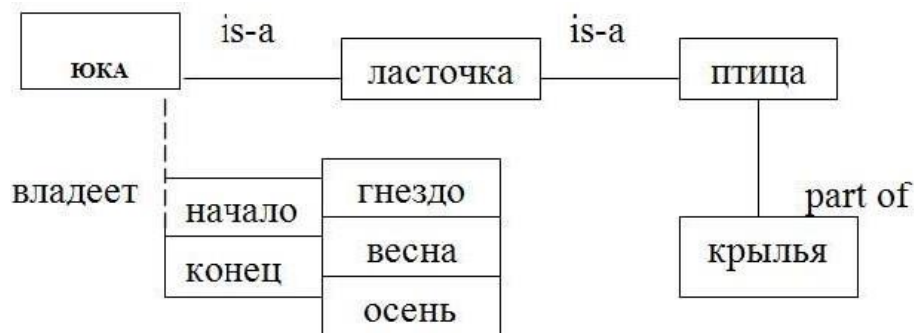 is-a
is-a
ЮКА
ласточка
птица
владеет
начало
конец
гнездо
весна
осень
part of
крылья